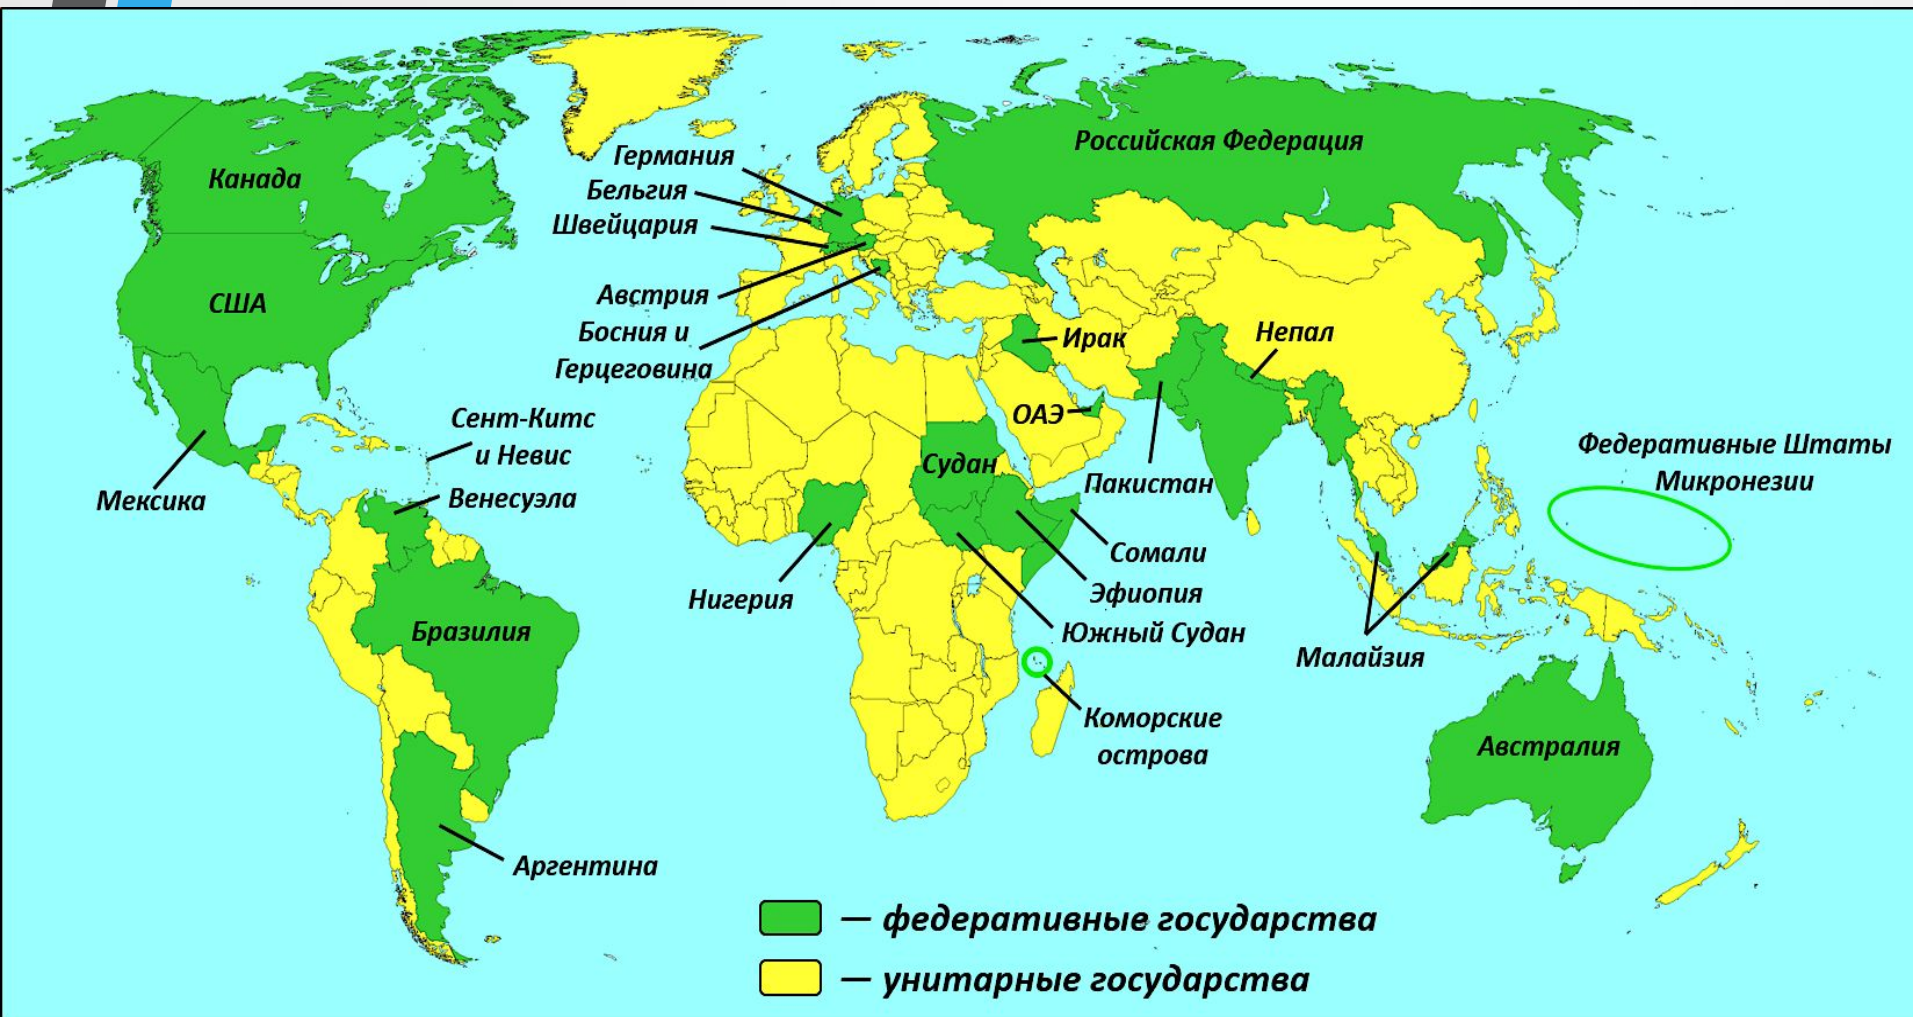 Российская Федерация
Канада
Германия
Бельгия
Швейцария
США
Австрия
Босния и
Герцеговина
Ирак
Непал
ОАЭ
Сент-Китс
и Невис
Мексика
Венесуэла
Судан
Пакистан
Федеративные Штаты
Микронезии
Сомали
Нигерия
Эфиопия
Бразилия
Южный Судан
Малайзия
Коморские
острова
Австралия
Аргентина
— федеративные государства
— унитарные государства